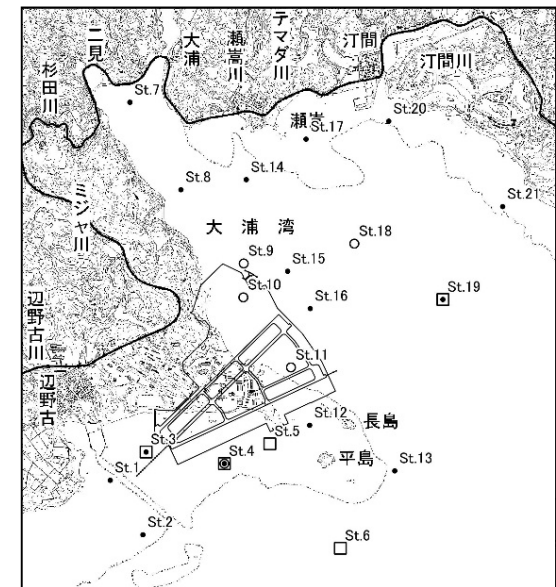 二見
大浦
瀬嵩川
テマダ川
汀間
汀間川
杉田川
St.7
St.20
瀬嵩
St.17
St.14
St.8
St.21
ミジャ川
大浦湾
St.18
St.9
St.15
St.10
St.19
St.16
辺野古川
辺野古
St.11
St.12
長島
St.5
St.3
St.4
平島
St.13
St.1
St.2
St.6